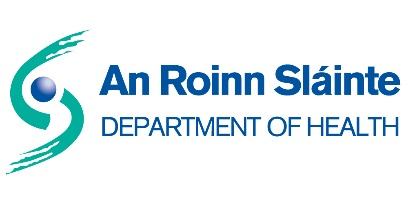 An Roinn Sláinte
DEPARTMENT OF HEALTH